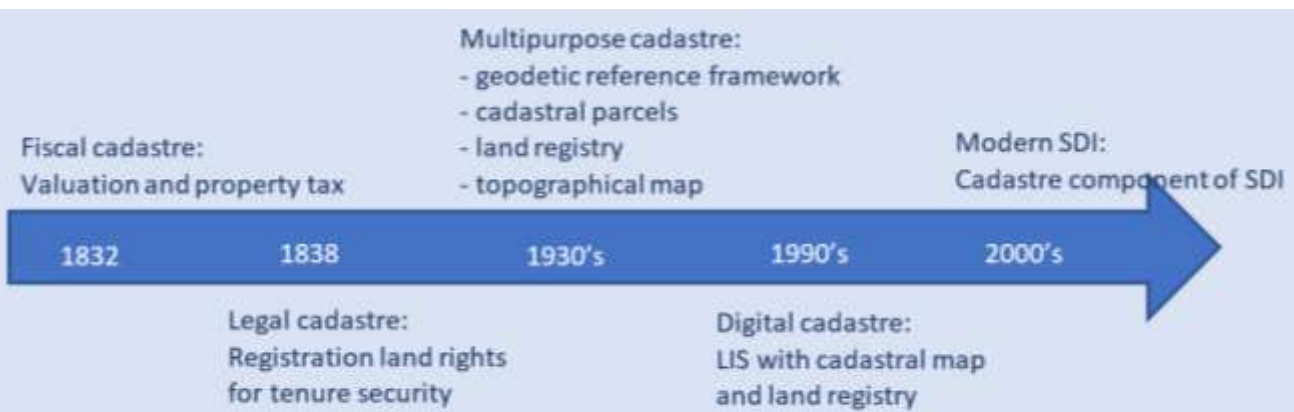 Multipurpose cadastre:
- geodetic reference framework
- cadastral parcels
- land registry
- topographical map
Fiscal cadastre:
Valuation and property tax
Modern SDI:
Cadastre component of SDI
1832
1838
1930's
1990's
2000's
Legal cadastre:
Registration land rights
for tenure security
Digital cadastre:
LIS with cadastral map
and land registry